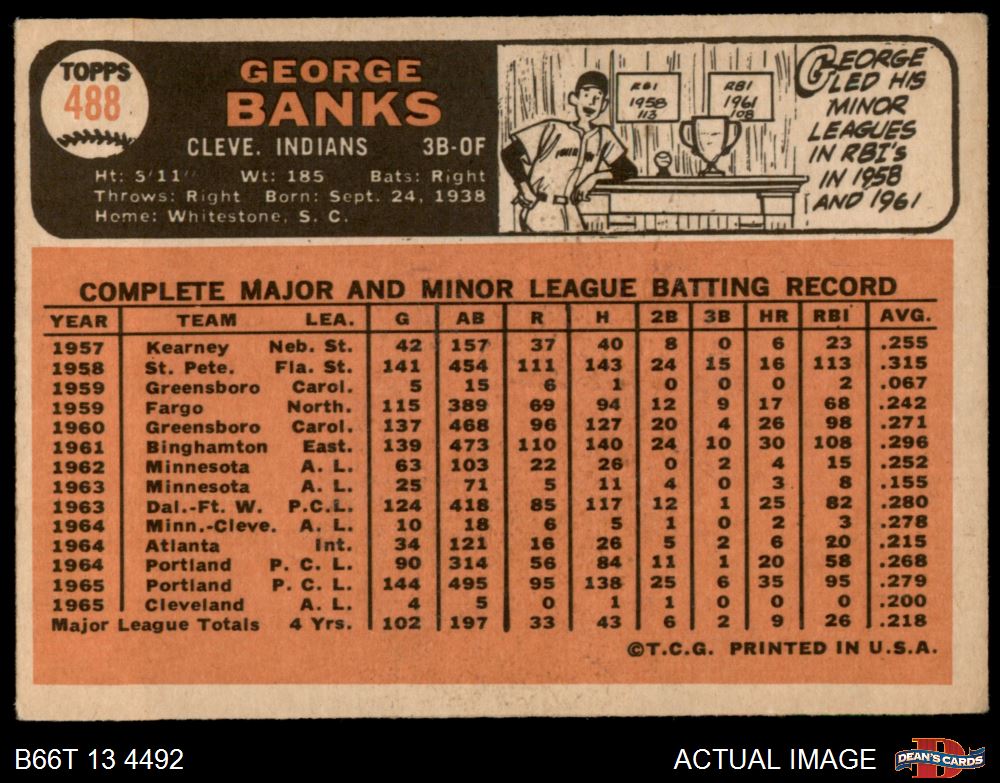 TOPPS
488
GEORGE
BANKS
CLEVE. INDIANS 3B-OF
Ht: 5'11" Wt: 185 Bats: Right
Throws: Right Born: Sept. 24, 1938
Home: Whitestone, S. C.
RBI
1958
113
RBI
1961
108
GEORGE
LED HIS
MINOR
LEAGUES
IN RBI's
IN 1958
AND 1961
COMPLETE MAJOR AND MINOR LEAGUE BATTING RECORD
YEAR TEAM LEA. G AB R H 2B 3B HR RBI AVG.
1957 Kearney Neb. St. 42 157 37 40 8 0 6 23 .255
1958 St. Pete. Fla. St. 141 454 111 143 24 15 16 113 .315
1959 Greensboro Carol. 5 15 6 1 0 0 0 2 .067
1959 Fargo North. 115 389 69 94 12 9 17 68 .242
1960 Greensboro Carol. 137 468 96 127 20 4 26 98 .271
1961 Binghamton East. 139 473 110 140 24 10 30 108 .296
1962 Minnesota A. L. 63 103 22 26 0 2 4 15 .252
1963 Minnesota A. L. 25 71 5 11 4 0 3 8 .155
1963 Dal.-Ft. W. P.C.L. 124 418 85 117 12 1 25 82 .280
1964 Minn.-Cleve. A. L. 10 18 6 5 1 0 2 3 .278
1964 Atlanta Int. 34 121 16 26 5 2 6 20 .215
1964 Portland P. C. L. 90 314 56 84 11 1 20 58 .268
1965 Portland P. C. L. 144 495 95 138 25 6 35 95 .279
1965 Cleveland A. L. 4 5 0 1 1 0 0 0 .200
Major League Totals 4 Yrs. 102 197 33 43 6 2 9 26 .218
©T.C.G. PRINTED IN U.S.A.
B66T 13 4492 ACTUAL IMAGE
DEAN'S CARDS